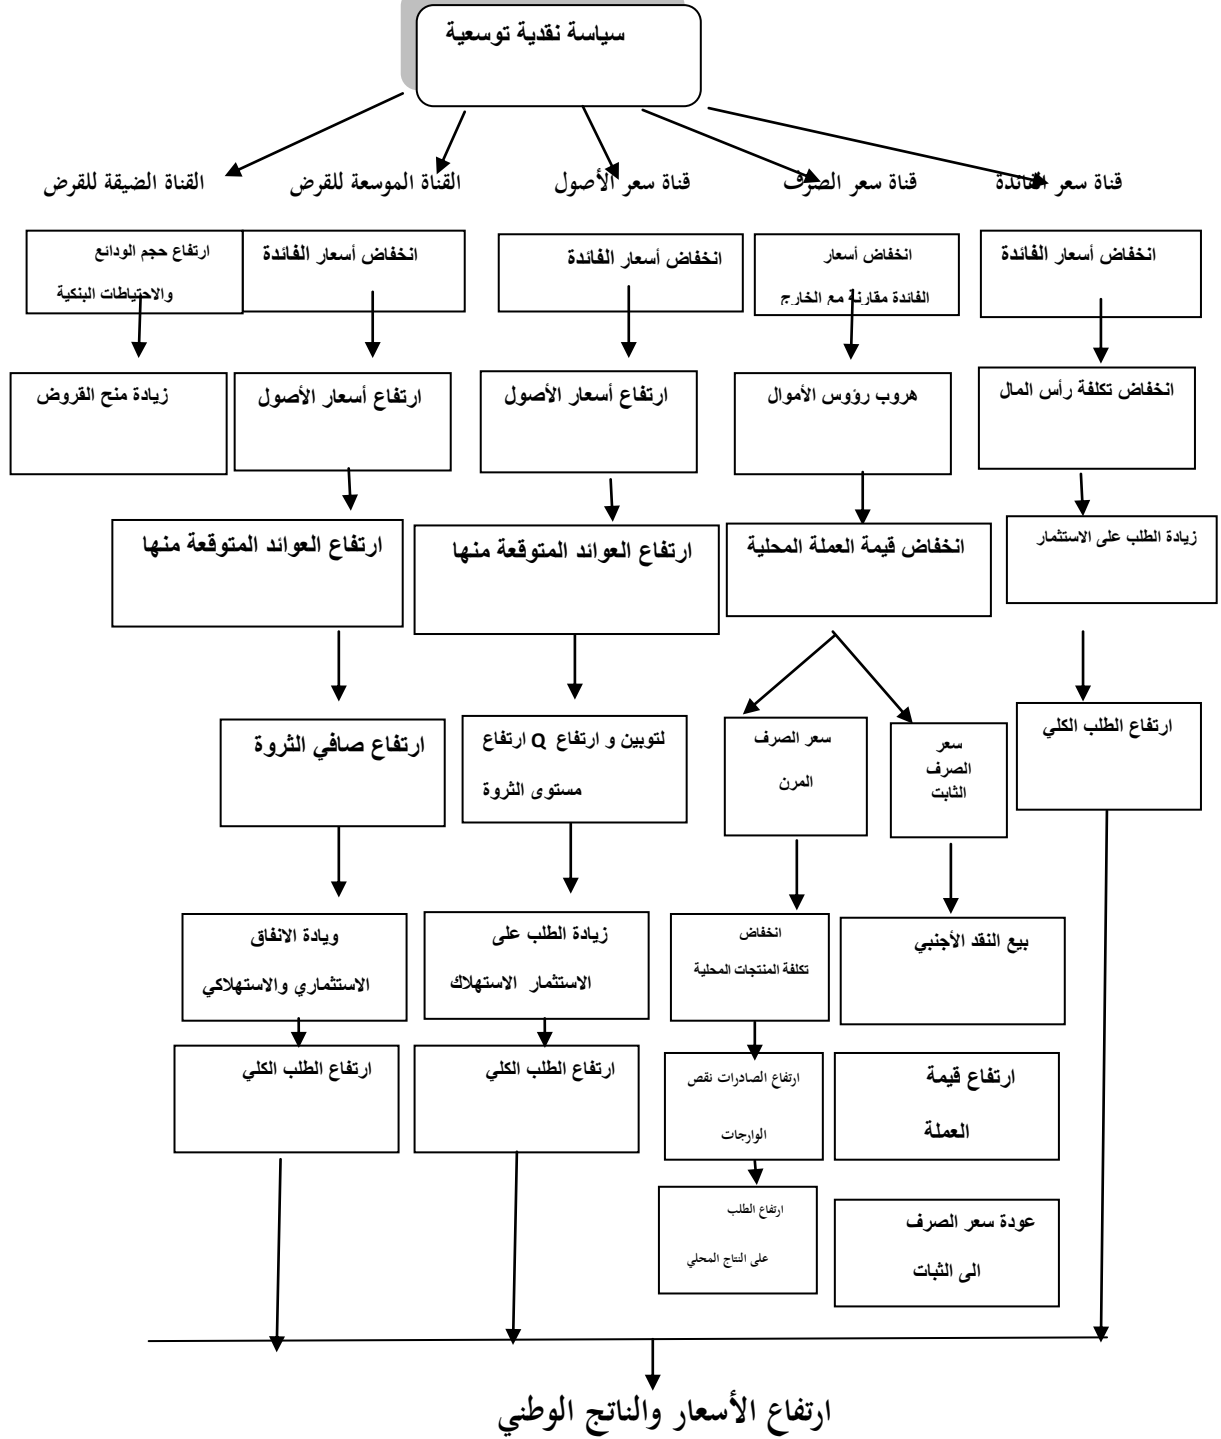 سياسة نقدية توسعية
قناة سعر الفائدة
قناة سعر الصرف
قناة سعر الأصول
القناة الموسعة للقرض
القناة الضيقة للقرض
انخفاض أسعار الفائدة
انخفاض أسعار
الفائدة مقارنة مع الخارج
انخفاض أسعار الفائدة
انخفاض أسعار الفائدة
ارتفاع حجم الودائع
والاحتياطات البنكية
انخفاض تكلفة رأس المال
هروب رؤوس الأموال
ارتفاع أسعار الأصول
ارتفاع أسعار الأصول
زيادة منح القروض
زيادة الطلب على الاستثمار
انخفاض قيمة العملة المحلية
ارتفاع العوائد المتوقعة منها
ارتفاع العوائد المتوقعة منها
ارتفاع الطلب الكلي
سعر
الصرف
الثابت
سعر الصرف
المرن
لتوبين و ارتفاع Q ارتفاع
مستوى الثروة
ارتفاع صافي الثروة
بيع النقد الأجنبي
انخفاض
تكلفة المنتجات المحلية
زيادة الطلب على
الاستثمار الاستهلاك
ويادة الانفاق
الاستثماري والاستهلاكي
ارتفاع قيمة
العملة
ارتفاع الصادرات نقص
الوارجات
ارتفاع الطلب الكلي
ارتفاع الطلب الكلي
عودة سعر الصرف
الى الثبات
ارتفاع الطلب
على النتاج المحلي
ارتفاع الأسعار والناتج الوطني